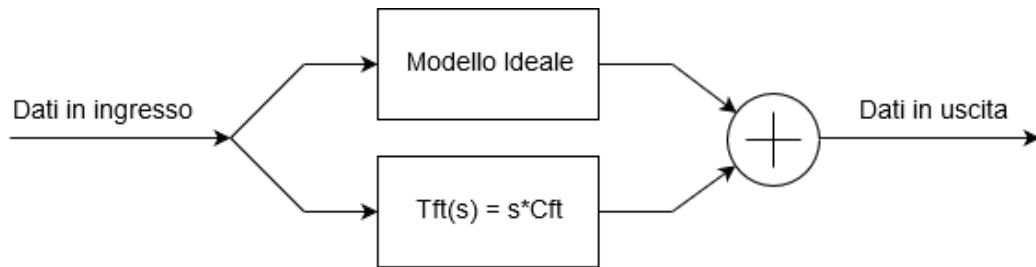 Modello Ideale
Dati in ingresso
Dati in uscita
Tft(s) = s*Cft